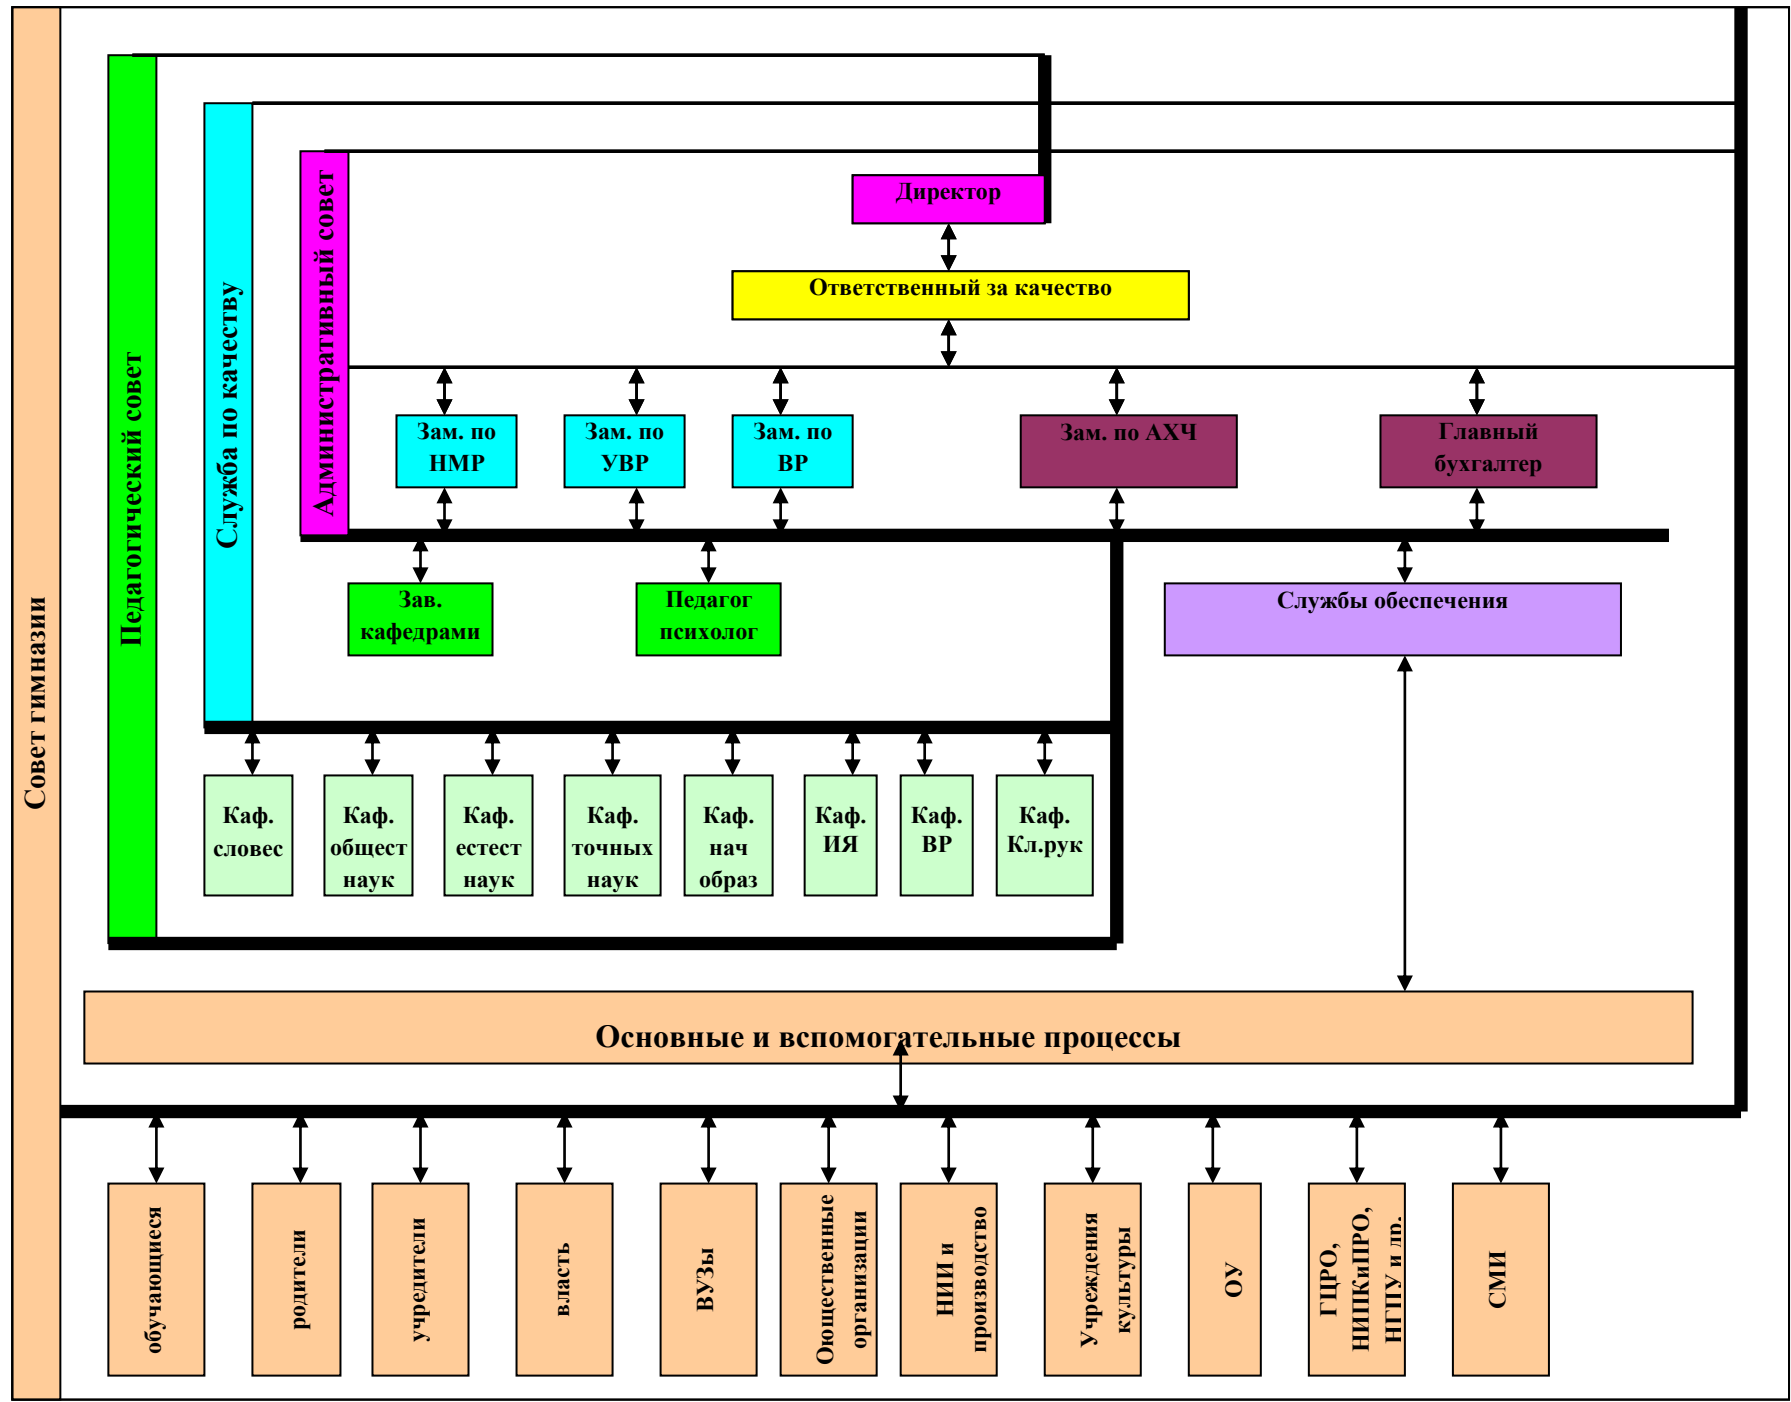 Совет гимназии
Педагогический совет
Служба по качеству
Административный совет
Директор
Ответственный за качество
Зам. по
НМР
Зам. по
УВР
Зам. по
ВР
Зам. по АХЧ
Главный
бухгалтер
Зав.
кафедрами
Педагог
психолог
Службы обеспечения
Каф.
словес
Каф.
общест
наук
Каф.
естест
наук
Каф.
точных
наук
Каф.
нач
образ
Каф.
ИЯ
Каф.
ВР
Каф.
Кл.рук
Основные и вспомогательные процессы
обучающиеся
родители
учредители
власть
ВУЗы
Оющественные
организации
НИИ и
производство
Учреждения
культуры
ОУ
ГЦРО,
НИПКиПРО,
НГПУ и др.
СМИ